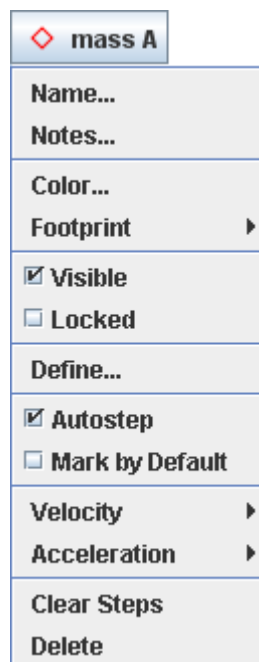 mass A
Name...
Notes...
Color...
Footprint
Visible
Locked
Define...
Autostep
Mark by Default
Velocity
Acceleration
Clear Steps
Delete